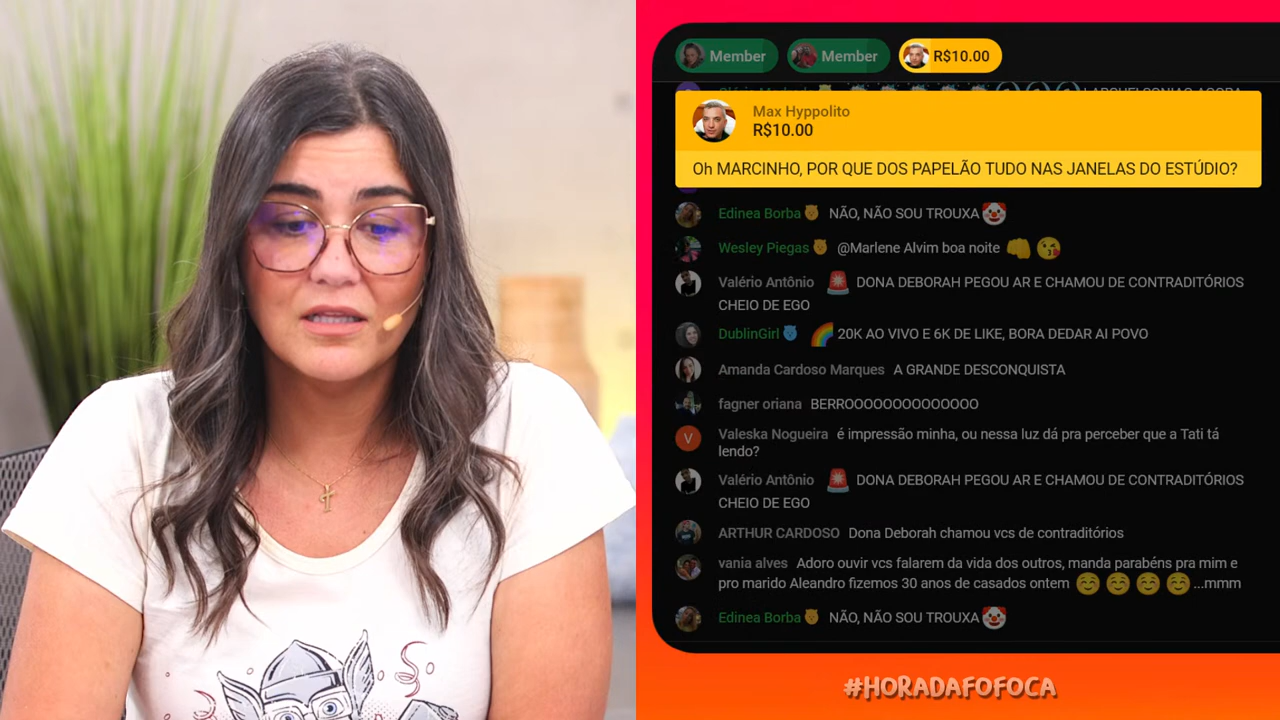 Member
Member
R$10.00
Max Hyppolito
R$10.00
Oh MARCINHO, POR QUE DOS PAPELÃO TUDO NAS JANELAS DO ESTÚDIO?
Edinea Borba NÃO, NÃO SOU TROUXA
Wesley Piegas @Marlene Alvim boa noite
Valério Antônio DONA DEBORAH PEGOU AR E CHAMOU DE CONTRADITÓRIOS
CHEIO DE EGO
DublinGirl 20K AO VIVO E 6K DE LIKE, BORA DEDAR AI POVO
Amanda Cardoso Marques A GRANDE DESCONQUISTA
fagner oriana BERROOOOOOOOOOOOOO
V
Valeska Nogueira é impressão minha, ou nessa luz dá pra perceber que a Tati tá
lendo?
Valério Antônio DONA DEBORAH PEGOU AR E CHAMOU DE CONTRADITÓRIOS
CHEIO DE EGO
ARTHUR CARDOSO Dona Deborah chamou vcs de contraditórios
vania alves Adoro ouvir vcs falarem da vida dos outros, manda parabéns pra mim e
pro marido Aleandro fizemos 30 anos de casados ontem ...mmm
Edinea Borba NÃO, NÃO SOU TROUXA
#HORADAFOFOCA